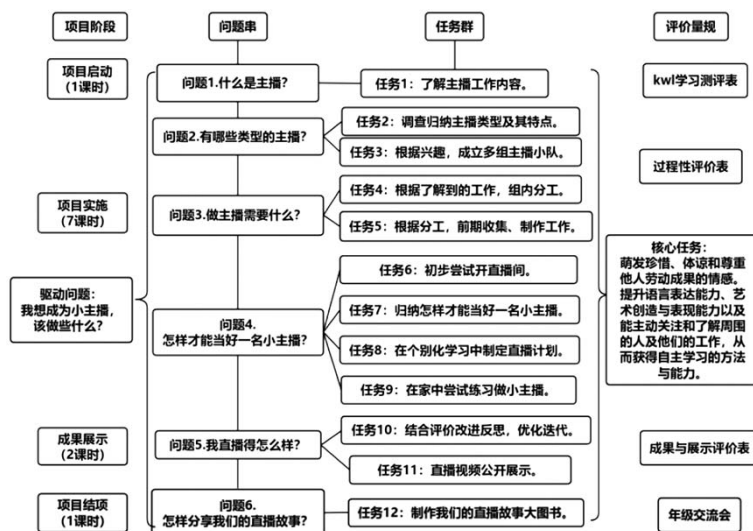 项目阶段
问题串
任务群
评价量规
项目启动
(1课时)
问题1.什么是主播?
任务1：了解主播工作内容。
kwl学习测评表
问题2.有哪些类型的主播?
任务2：调查归纳主播类型及其特点。
任务3：根据兴趣，成立多组主播小队。
过程性评价表
项目实施
(7课时)
问题3.做主播需要什么?
任务4：根据了解到的工作，组内分工。
任务5：根据分工，前期收集、制作工作。
驱动问题：
我想成为小主播，
该做些什么?
问题4.
怎样才能当好一名小主播?
任务6：初步尝试开直播间。
任务7：归纳怎样才能当好一名小主播。
任务8：在个别化学习中制定直播计划。
任务9：在家中尝试练习做小主播。
核心任务：
萌发珍惜、体谅和尊重
他人劳动成果的情感。
提升语言表达能力、艺
术创造与表现能力以及
能主动关注和了解周围
的人及他们的工作，从
而获得自主学习的方法
与能力。
成果展示
(2课时)
问题5.我直播得怎么样?
任务10：结合评价改进反思，优化迭代。
任务11：直播视频公开展示。
成果与展示评价表
项目结项
(1课时)
问题6.
怎样分享我们的直播故事?
任务12：制作我们的直播故事大图书。
年级交流会